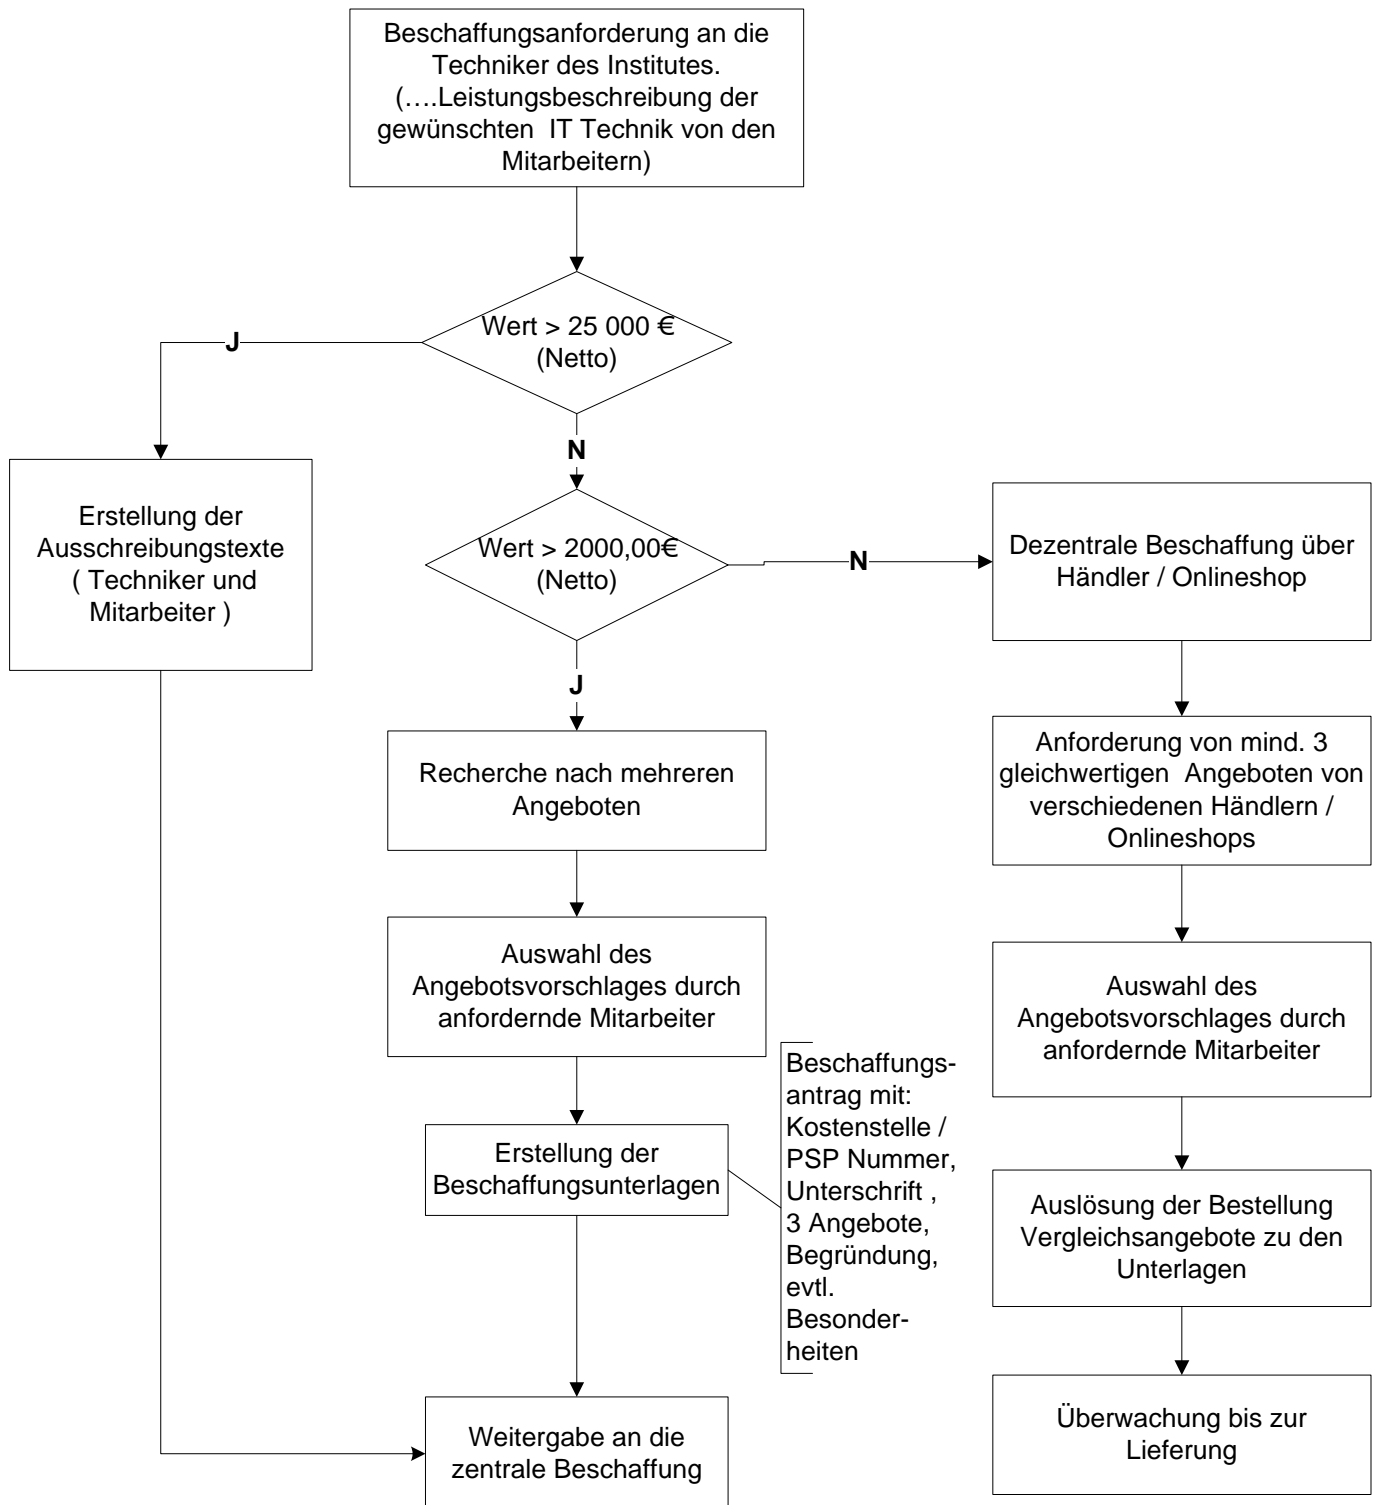 Beschaffungsanforderung an die
Techniker des Institutes.
(….Leistungsbeschreibung der
gewünschten  IT Technik von den
Mitarbeitern)
Wert > 25 000 €
(Netto)
J
N
Erstellung der
Ausschreibungstexte
( Techniker und
Mitarbeiter )
Wert > 2000,00€
(Netto)
N
Dezentrale Beschaffung über
Händler / Onlineshop
J
Recherche nach mehreren
Angeboten
Anforderung von mind. 3
gleichwertigen  Angeboten von
verschiedenen Händlern /
Onlineshops
Auswahl des
Angebotsvorschlages durch
anfordernde Mitarbeiter
Auswahl des
Angebotsvorschlages durch
anfordernde Mitarbeiter
Erstellung der
Beschaffungsunterlagen
Beschaffungs-
antrag mit:
Kostenstelle /
PSP Nummer,
Unterschrift ,
3 Angebote,
Begründung,
evtl.
Besonder-
heiten
Auslösung der Bestellung
Vergleichsangebote zu den
Unterlagen
Weitergabe an die
zentrale Beschaffung
Überwachung bis zur
Lieferung